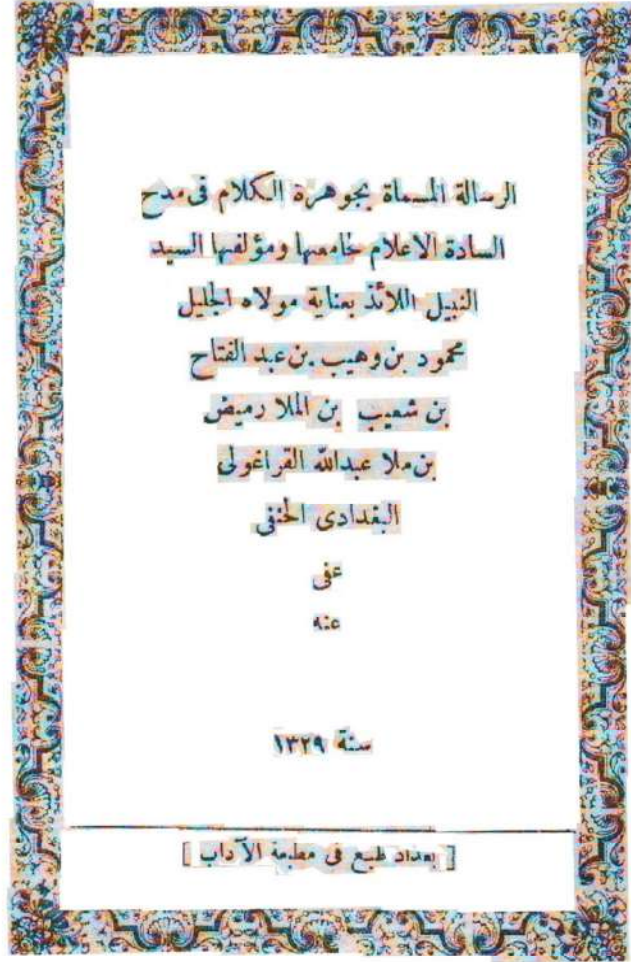 الرسالة المسماة بجوهرة الكلام فى مدح
السادة الاعلام لجامعها ومؤلفها السيد
النبيل اللائذ بعناية مولاه الجليل
محمود بن وهيب بن عبد الفتاح
بن شعيب بن الملا رميض
بن ملا عبدالله القراغولى
البغدادى الحنفى
عفى
عنه
سنة ١٣٢٩
[ بغداد طبع فى مطبعة الآداب ]